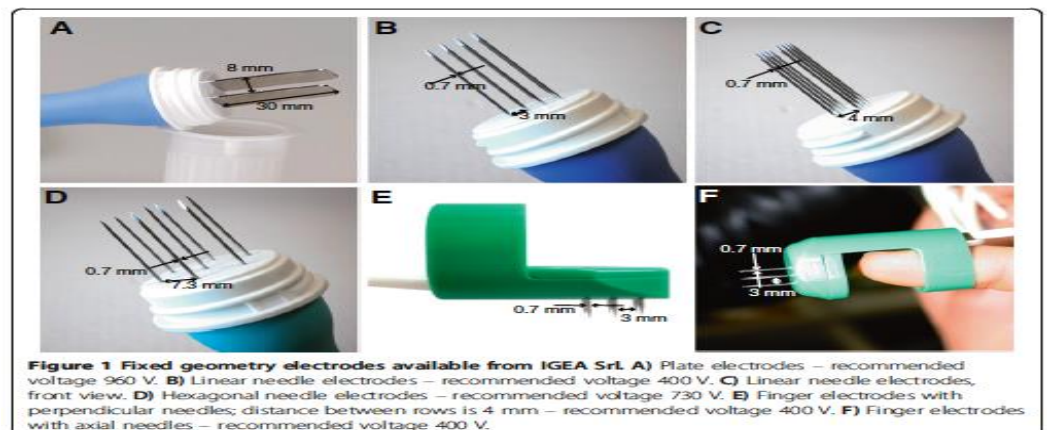 A
8 mm
30 mm
B
0.7 mm
3 mm
C
0.7 mm
4 mm
D
0.7 mm
7.3 mm
E
0.7 mm
3 mm
F
0.7 mm
3 mm
Figure 1 Fixed geometry electrodes available from IGEA Srl. A) Plate electrodes – recommended
voltage 960 V. B) Linear needle electrodes – recommended voltage 400 V. C) Linear needle electrodes,
front view. D) Hexagonal needle electrodes – recommended voltage 730 V. E) Finger electrodes with
perpendicular needles; distance between rows is 4 mm – recommended voltage 400 V. F) Finger electrodes
with axial needles – recommended voltage 400 V.